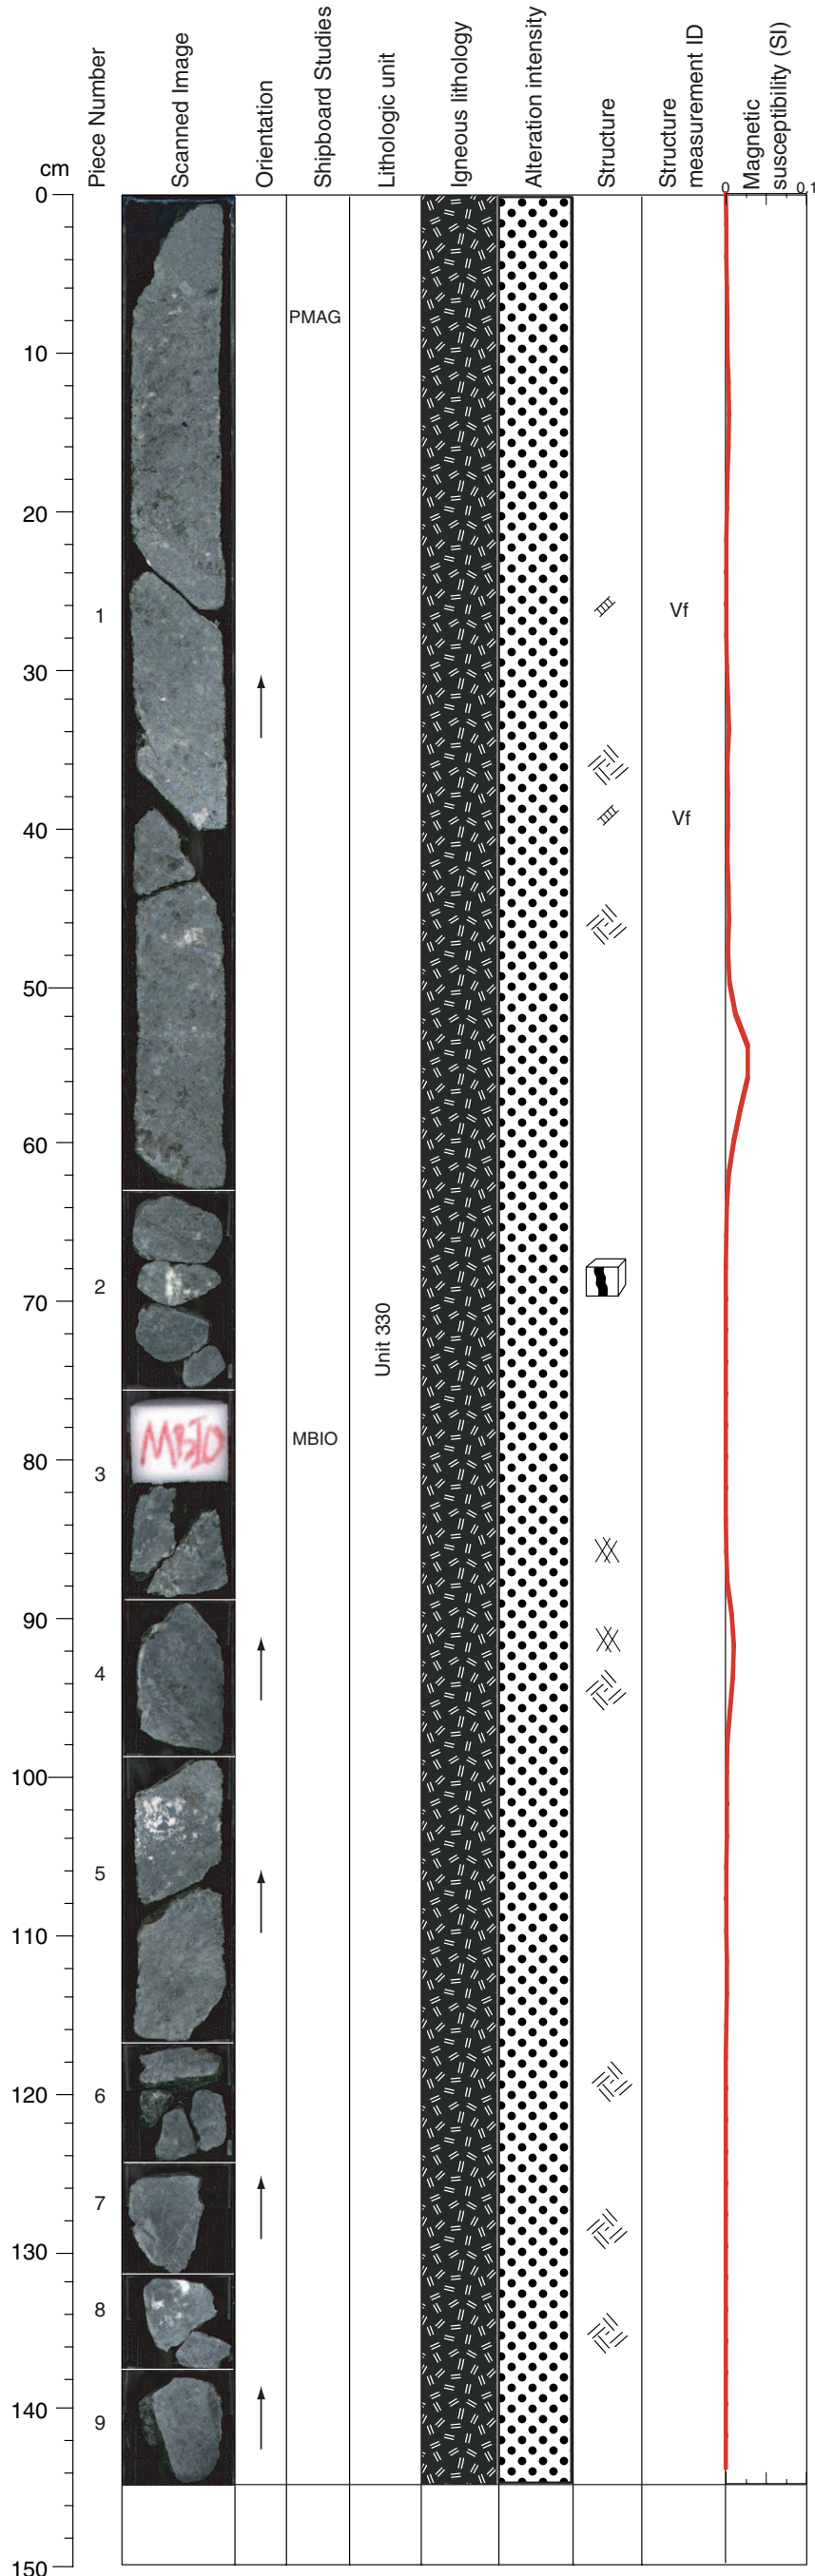 cm
Piece Number
Scanned Image
Orientation
Shipboard Studies
Lithologic unit
Igneous lithology
Alteration intensity
Structure
Structure
measurement ID
Magnetic
susceptibility (SI)
0
0
0.1
PMAG
10
20
1
Vf
30
40
Vf
50
60
2
70
Unit 330
MBIO
MBIO
80
3
90
4
100
5
110
120
6
7
130
8
140
9
150